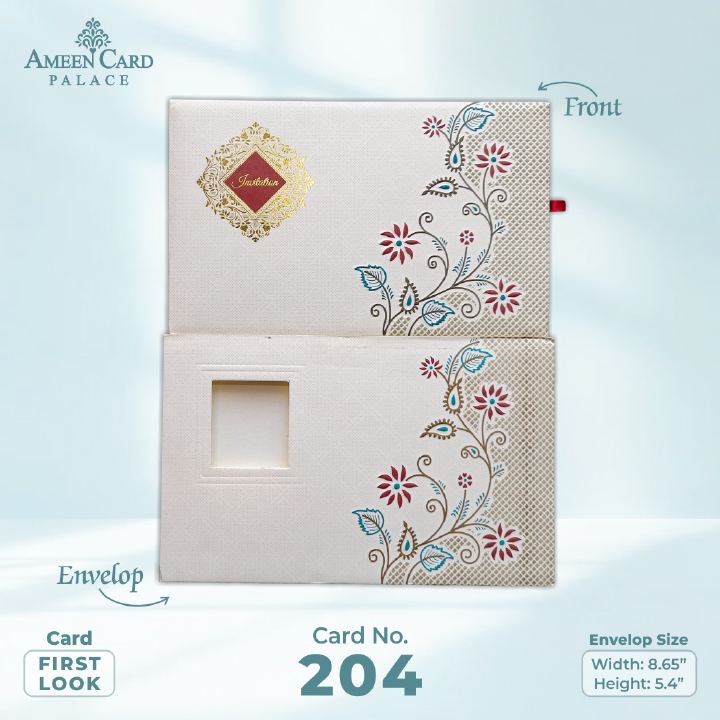 AMEEN CARD
PALACE
Front
Invitation
Envelop
Card
FIRST
LOOK
Card No.
204
Envelop Size
Width: 8.65”
Height: 5.4”